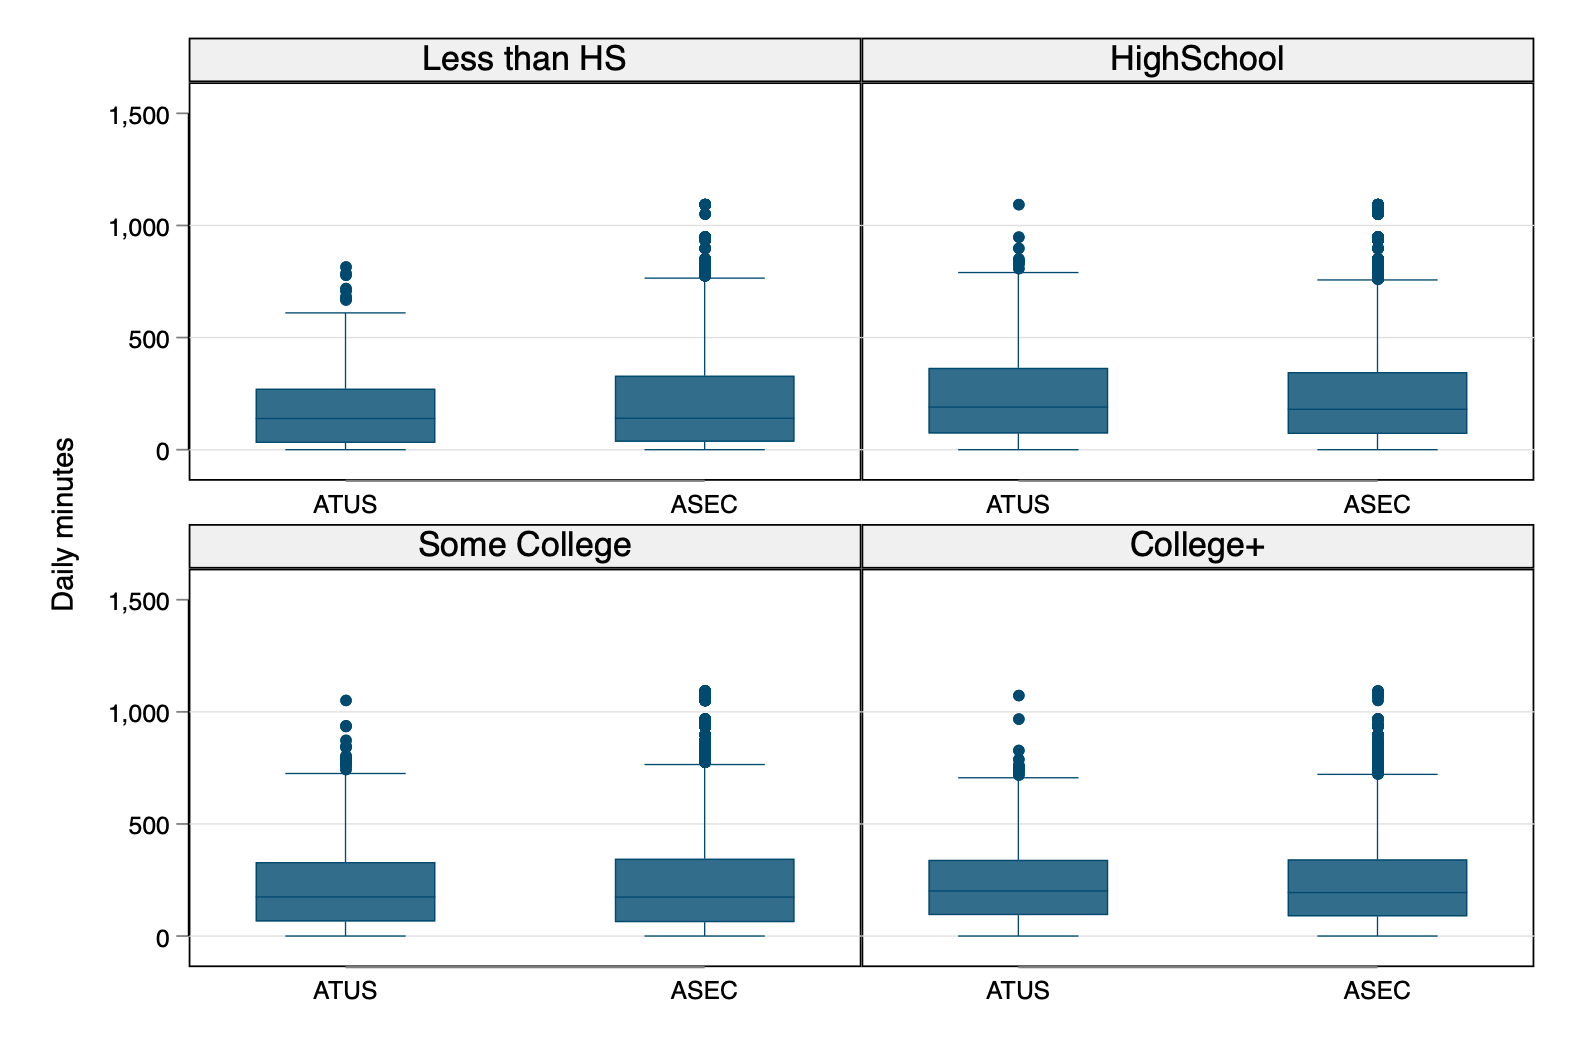 Less than HS
HighSchool
1,500
1,000
500
0
ATUS
ASEC
ATUS
ASEC
Daily minutes
Some College
College+
1,500
1,000
500
0
ATUS
ASEC
ATUS
ASEC